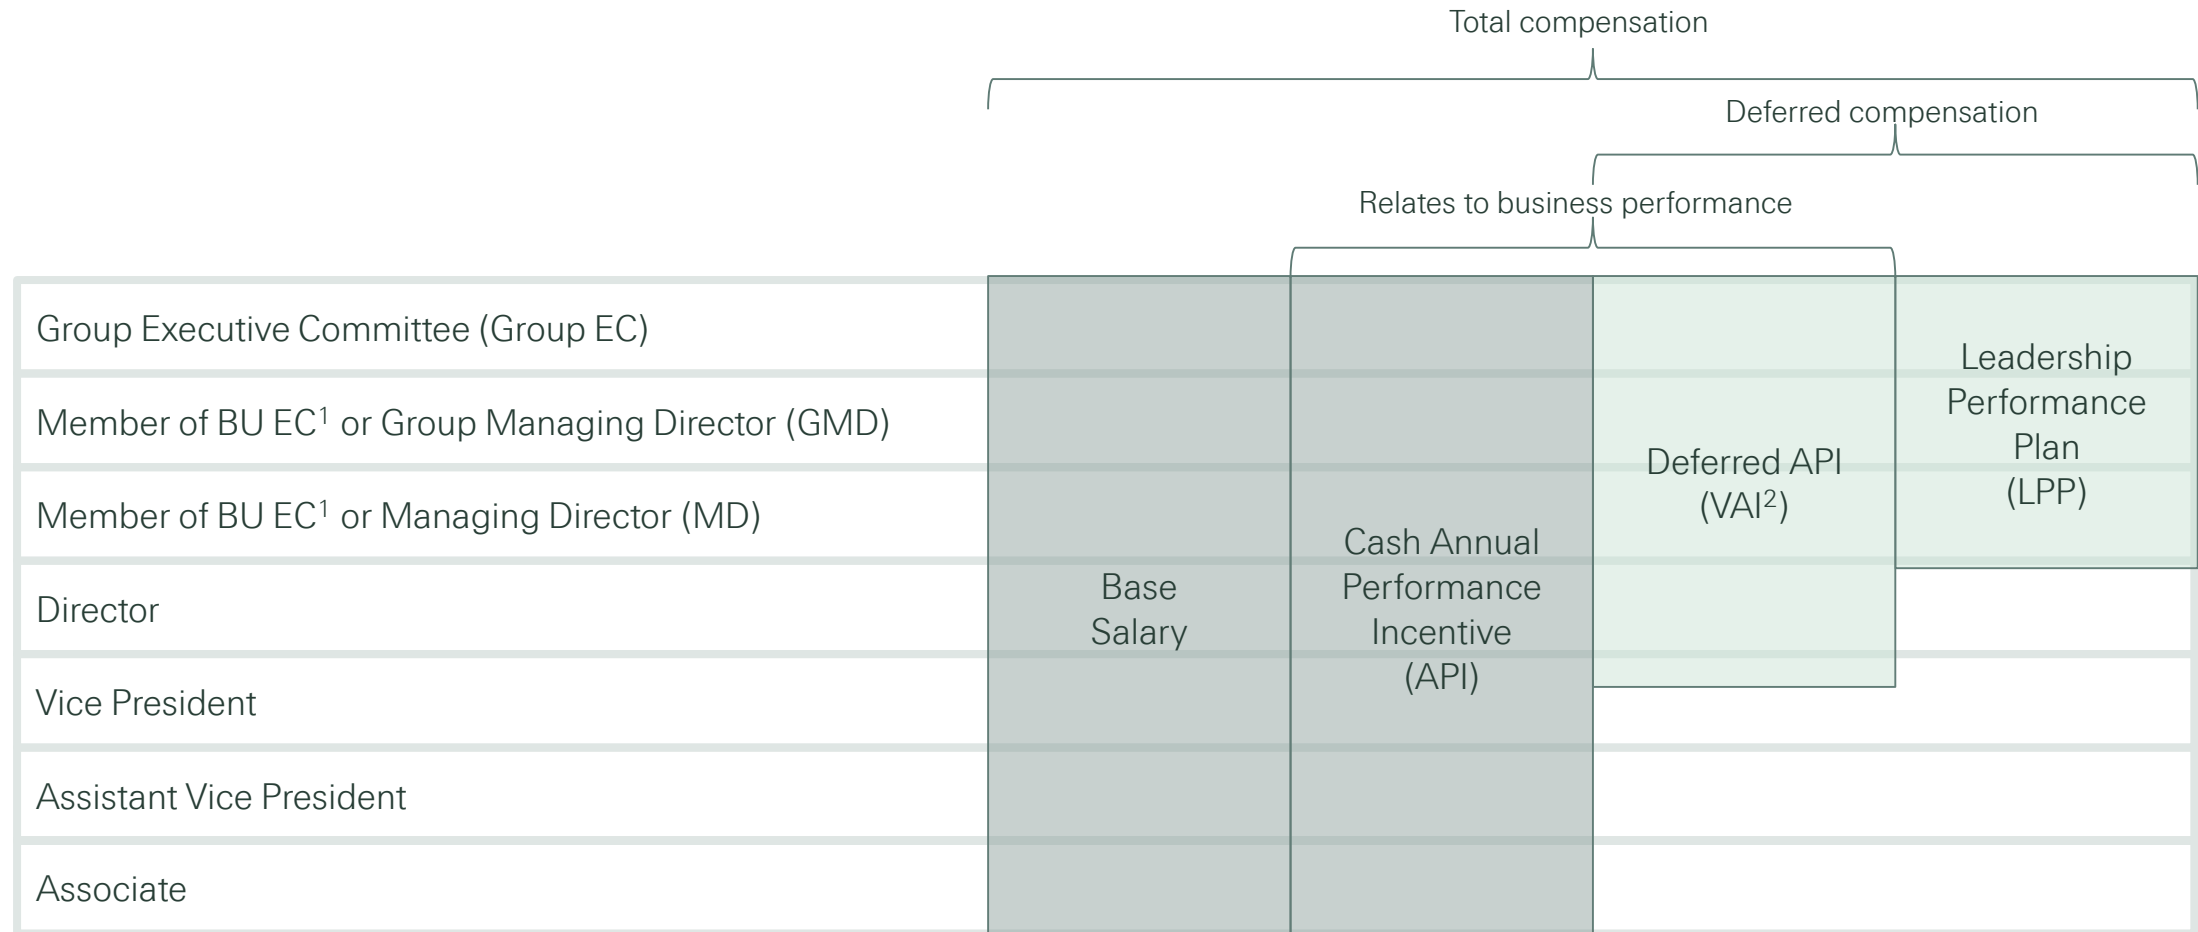 Total compensation
Deferred compensation
Relates to business performance
Group Executive Committee (Group EC)
Member of BU EC¹ or Group Managing Director (GMD)
Member of BU EC¹ or Managing Director (MD)
Director
Vice President
Assistant Vice President
Associate
Base
Salary
Cash Annual
Performance
Incentive
(API)
Deferred API
(VAI²)
Leadership
Performance
Plan
(LPP)